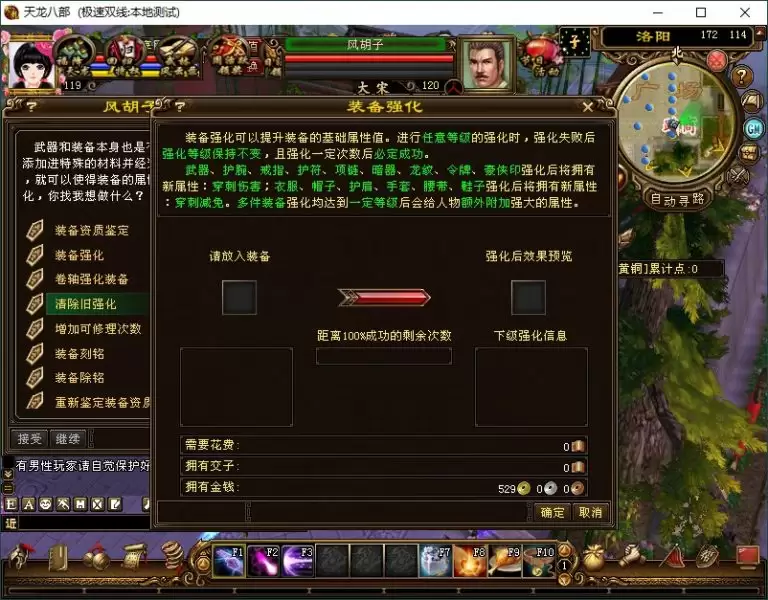 天龙八部 (极速双线:本地测试)
风胡子
洛阳 172 114
119
大宋 120
北
?
GM
自动寻路
风胡子
?
装备强化
武器和装备本身也是
添加进特殊的材料并经
,就可以使得装备的属
化,你找我想做什么?
装备资质鉴定
装备强化
卷轴强化装备
清除旧强化
增加可修理次数
装备刻铭
装备除铭
重新鉴定装备资质
接受 继续
装备强化可以提升装备的基础属性值。进行任意等级的强化时,强化失败后
强化等级保持不变,且强化一定次数后必定成功。
武器、护腕、戒指、护符、项链、暗器、龙纹、令牌、豪侠印强化后将拥有
新属性:穿刺伤害;衣服、帽子、护肩、手套、腰带、鞋子强化后将拥有新属性
:穿刺减免。多件装备强化均达到一定等级后会给人物额外附加强大的属性。
请放入装备
强化后效果预览
距离100%成功的剩余次数
下级强化信息
需要花费: 0
拥有交子: 0
拥有金钱: 529 0 0
确定 取消
黄铜]累计点:0
有男性玩家请自觉保护好
近
F1 F2 F3 F7 F8 F9 F10
1